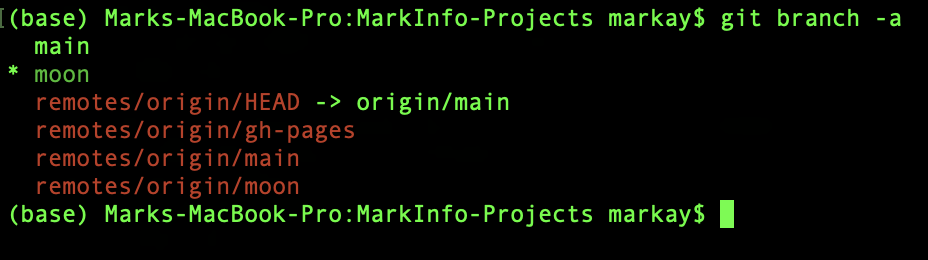 (base) Marks-MacBook-Pro:MarkInfo-Projects markay$ git branch -a
main
* moon
remotes/origin/HEAD -> origin/main
remotes/origin/gh-pages
remotes/origin/main
remotes/origin/moon
(base) Marks-MacBook-Pro:MarkInfo-Projects markay$